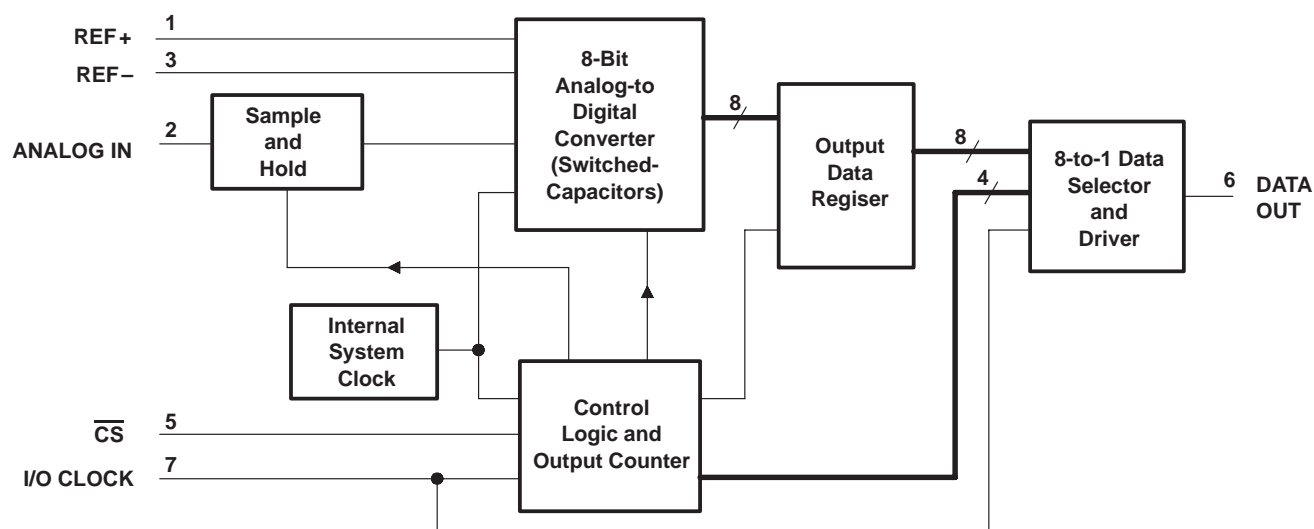 REF+
1
REF–
3
ANALOG IN
2
Sample
and
Hold
8-Bit
Analog-to
Digital
Converter
(Switched-
Capacitors)
8
Output
Data
Regiser
8
4
8-to-1 Data
Selector
and
Driver
6
DATA
OUT
Internal
System
Clock
CS
5
I/O CLOCK
7
Control
Logic and
Output Counter